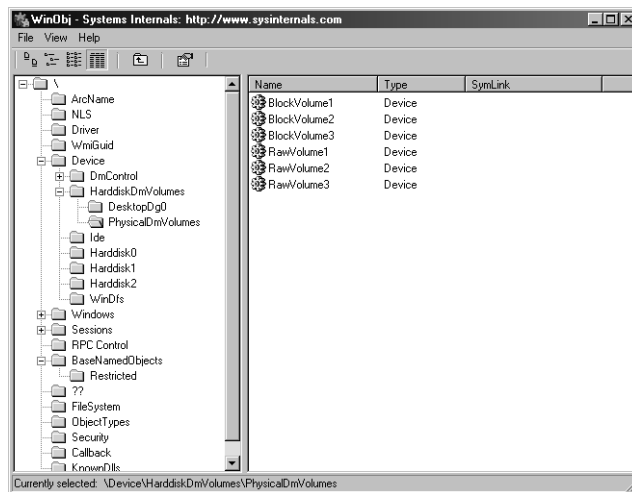 WinObj - Systems Internals: http://www.sysinternals.com
File View Help
\
ArcName
NLS
Driver
WmiGuid
Device
DmControl
HarddiskDmVolumes
DesktopDg0
PhysicalDmVolumes
Ide
Harddisk0
Harddisk1
Harddisk2
WinDfs
Windows
Sessions
RPC Control
BaseNamedObjects
Restricted
??
FileSystem
ObjectTypes
Security
Callback
KnownDlls
Name Type SymLink
BlockVolume1 Device
BlockVolume2 Device
BlockVolume3 Device
RawVolume1 Device
RawVolume2 Device
RawVolume3 Device
Currently selected: \Device\HarddiskDmVolumes\PhysicalDmVolumes